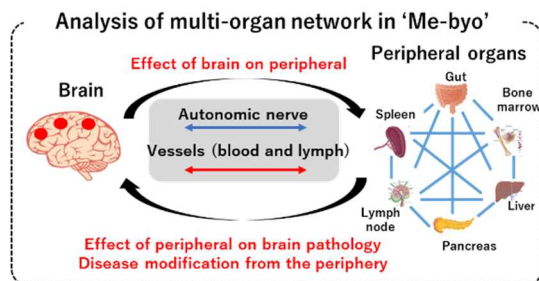 Analysis of multi-organ network in ‘Me-byo’
Effect of brain on peripheral
Peripheral organs
Brain
Autonomic nerve
Vessels (blood and lymph)
Gut
Bone
marrow
Spleen
Lymph
node
Liver
Pancreas
Effect of peripheral on brain pathology
Disease modification from the periphery